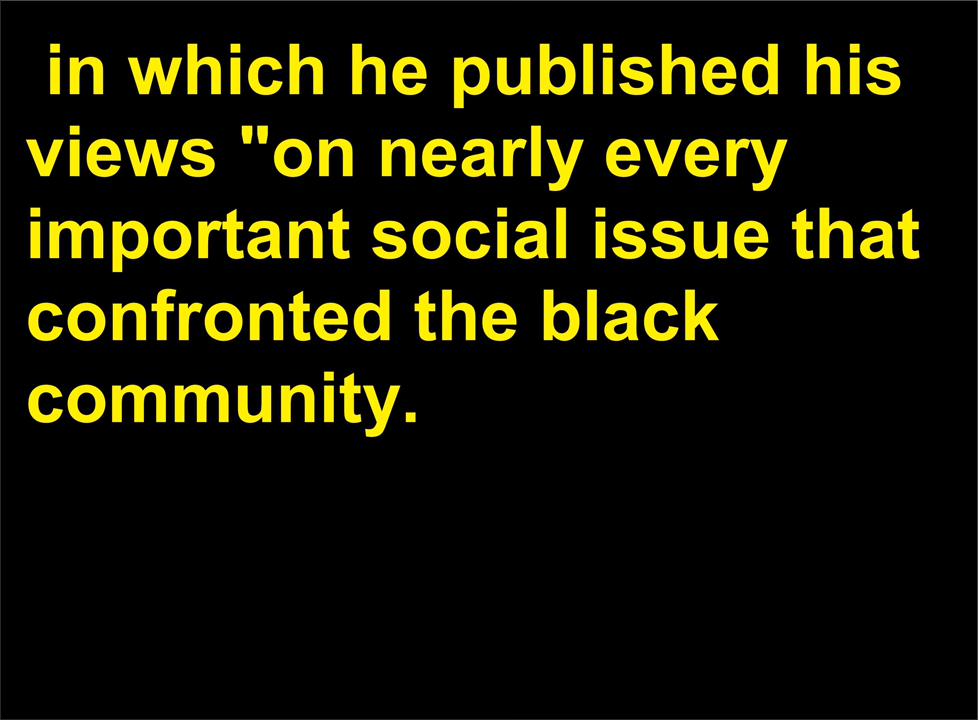 in which he published his
views "on nearly every
important social issue that
confronted the black
community.